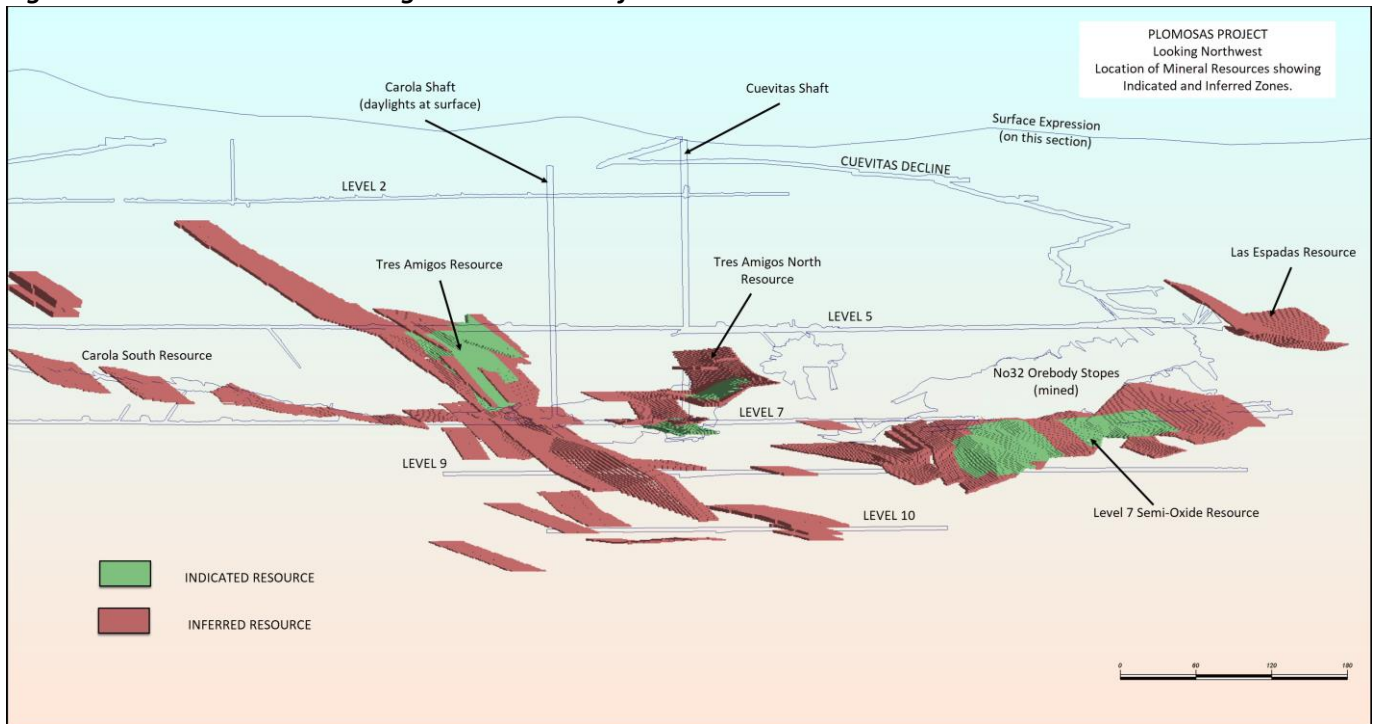 PLOMOSAS PROJECT
Looking Northwest
Location of Mineral Resources showing
Indicated and Inferred Zones.
Carola Shaft
(daylights at surface)
Cuevitas Shaft
Surface Expression
(on this section)
CUEVITAS DECLINE
LEVEL 2
Tres Amigos Resource
Tres Amigos North
Resource
Las Espadas Resource
LEVEL 5
Carola South Resource
No32 Orebody Stopes
(mined)
LEVEL 7
LEVEL 9
Level 7 Semi-Oxide Resource
LEVEL 10
INDICATED RESOURCE
INFERRED RESOURCE
0 60 120 180